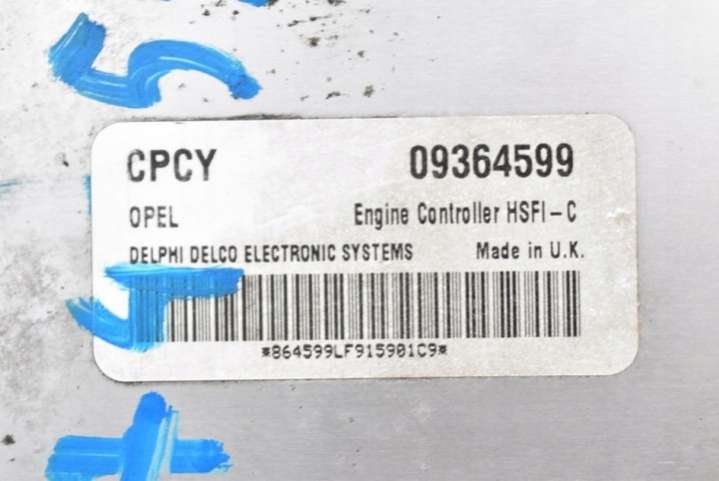 CPCY 09364599
OPEL Engine Controller HSFI-C
DELPHI DELCO ELECTRONIC SYSTEMS Made in U.K.
*864599LF915901C9*